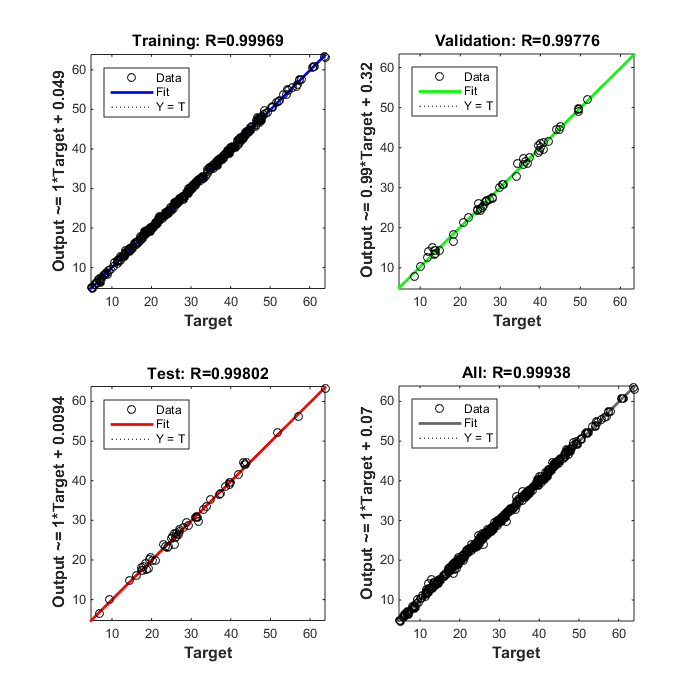 Training: R=0.99969
Output ~= 1*Target + 0.049
Data
Fit
Y = T
60
50
40
30
20
10
10 20 30 40 50 60
Target
Validation: R=0.99776
Output ~= 0.99*Target + 0.32
Data
Fit
Y = T
60
50
40
30
20
10
10 20 30 40 50 60
Target
Test: R=0.99802
Output ~= 1*Target + 0.0094
Data
Fit
Y = T
60
50
40
30
20
10
10 20 30 40 50 60
Target
All: R=0.99938
Output ~= 1*Target + 0.07
Data
Fit
Y = T
60
50
40
30
20
10
10 20 30 40 50 60
Target